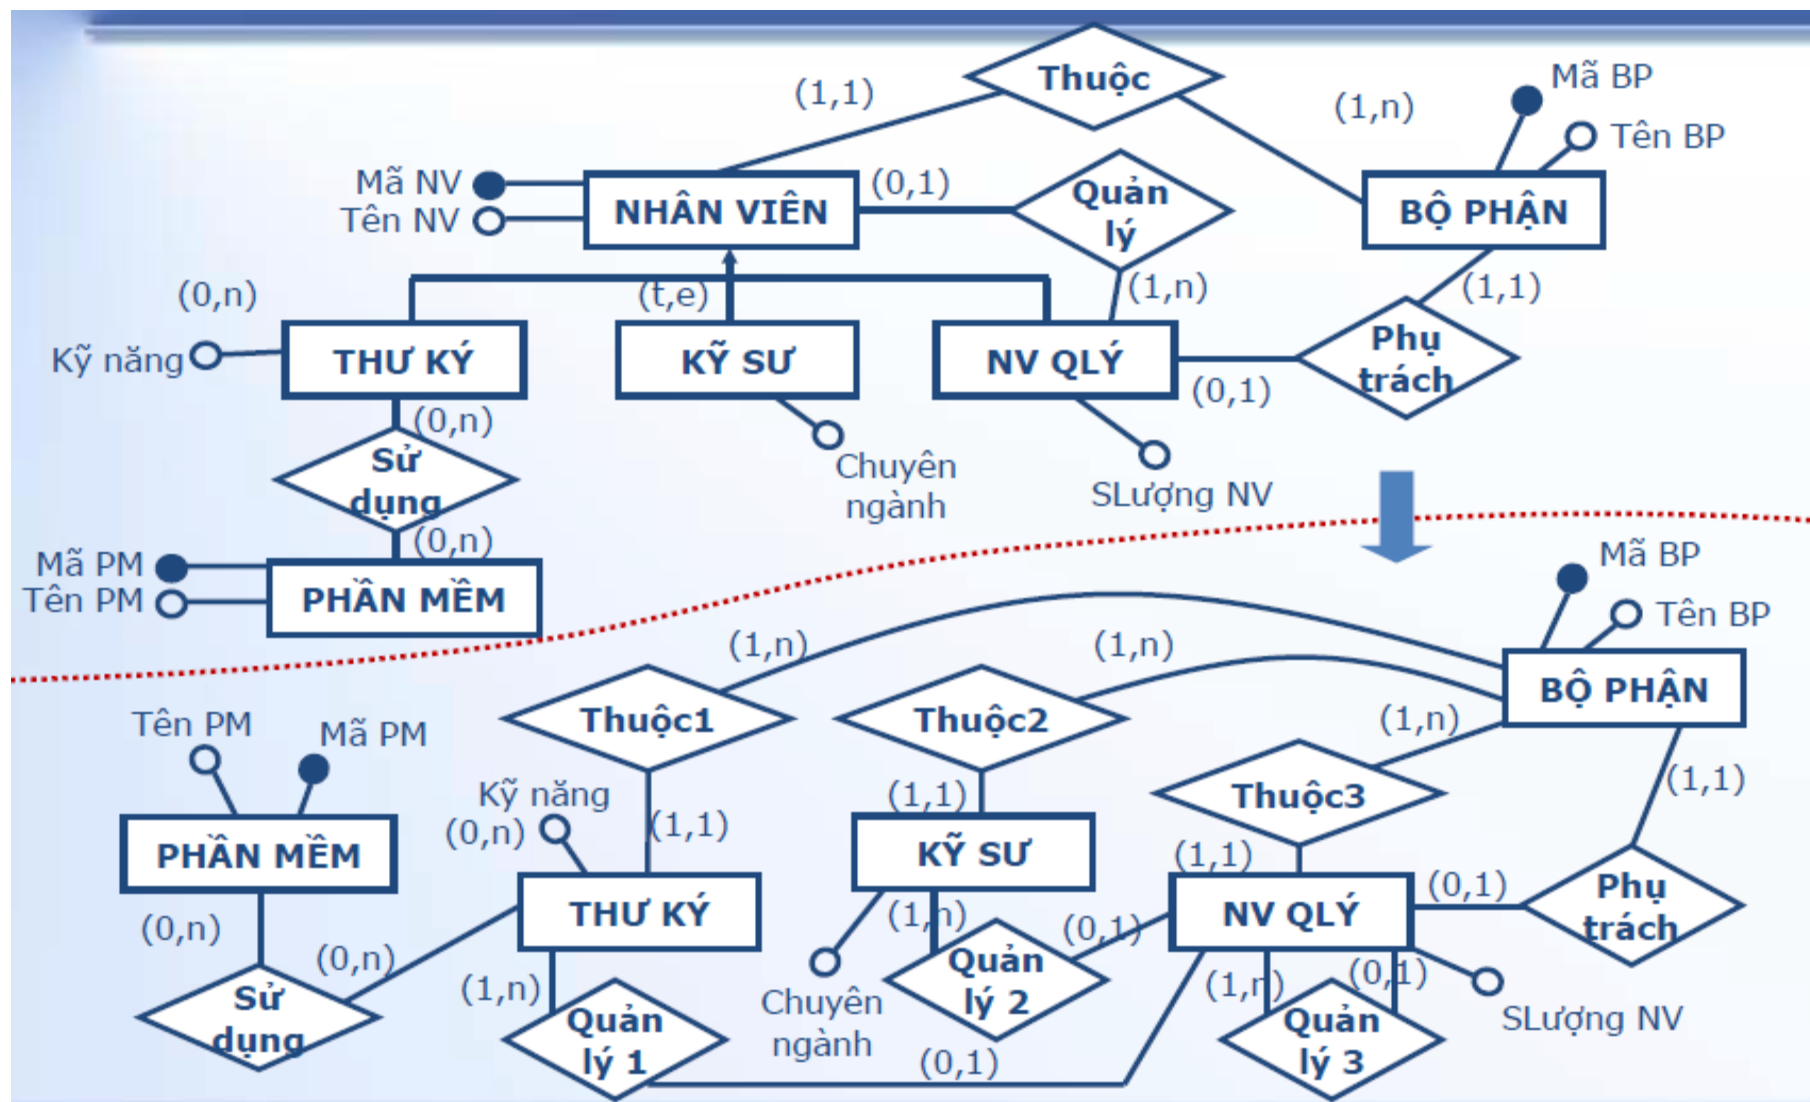 Thuộc
Mã BP
(1,1)
(1,n)
Tên BP
Mã NV
(0,1)
Tên NV
NHÂN VIÊN
Quản
lý
BỘ PHẬN
(0,n)
(t,e)
(1,n)
(1,1)
Kỹ năng
THƯ KÝ
KỸ SƯ
NV QLÝ
Phụ
trách
(0,1)
(0,n)
Sử
dụng
Chuyên
ngành
SLượng NV
(0,n)
Mã PM
Tên PM
PHẦN MỀM
Mã BP
Tên BP
(1,n)
(1,n)
BỘ PHẬN
Tên PM
Mã PM
Thuộc1
Thuộc2
(1,n)
Kỹ năng
(0,n)
(1,1)
(1,1)
Thuộc3
(1,1)
PHẦN MỀM
KỸ SƯ
(1,1)
THƯ KÝ
NV QLÝ
(0,1)
Phụ
trách
(0,n)
(0,n)
(1,n)
(0,1)
(1,n)
Quản
lý 2
(1,n)
(0,1)
Sử
dụng
Chuyên
ngành
SLượng NV
Quản
lý 1
(0,1)
Quản
lý 3